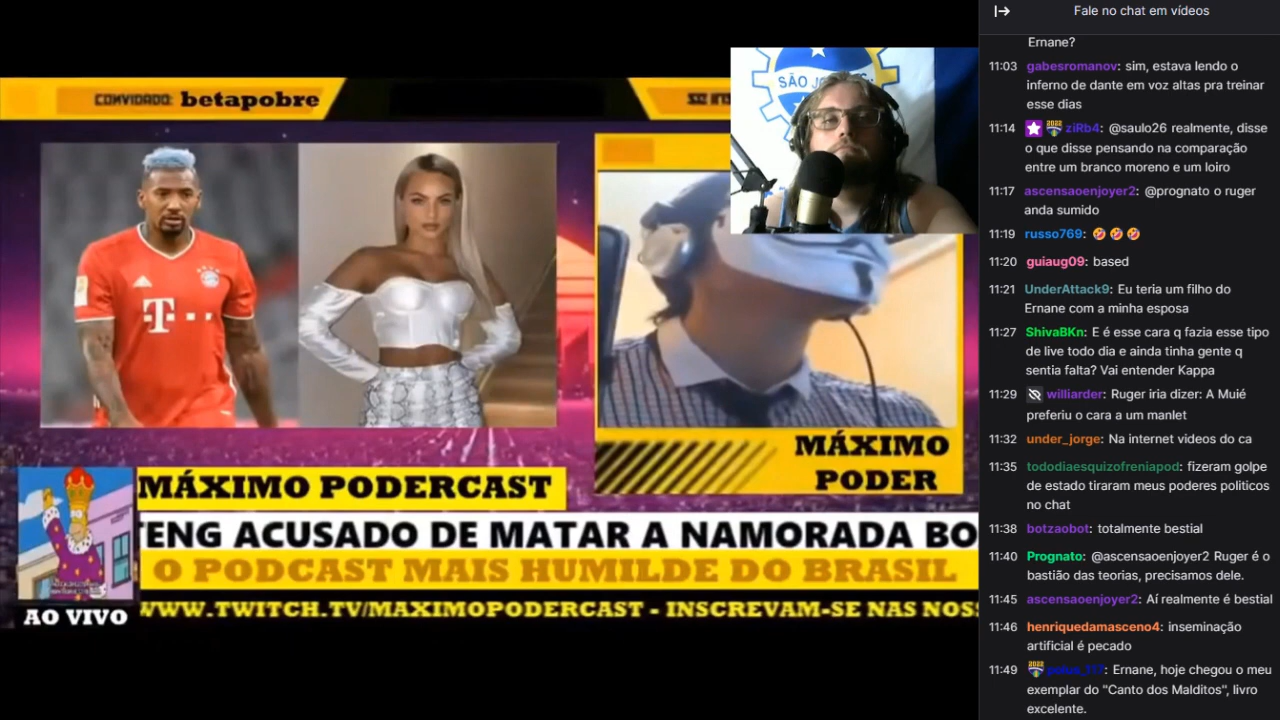 CONVIDADO: betapobre
SÃO JO
T
MÁXIMO
PODER
MÁXIMO PODERCAST
TENG ACUSADO DE MATAR A NAMORADA BO
O PODCAST MAIS HUMILDE DO BRASIL
AO VIVO
WWW.TWITCH.TV/MAXIMOPODERCAST - INSCREVAM-SE NAS NOS
Fale no chat em vídeos
Ernane?
11:03 gabesromanov: sim, estava lendo o
inferno de dante em voz altas pra treinar
esse dias
11:14 ziRb4: @saulo26 realmente, disse
o que disse pensando na comparação
entre um branco moreno e um loiro
11:17 ascensaoenjoyer2: @prognato o ruger
anda sumido
11:19 russo769: 🤣 🤣 🤣
11:20 guiaug09: based
11:21 UnderAttack9: Eu teria um filho do
Ernane com a minha esposa
11:27 ShivaBKn: E é esse cara q fazia esse tipo
de live todo dia e ainda tinha gente q
sentia falta? Vai entender Kappa
11:29 williarder: Ruger iria dizer: A Muié
preferiu o cara a um manlet
11:32 under_jorge: Na internet videos do ca
11:35 tododiaesquizofreniapod: fizeram golpe
de estado tiraram meus poderes politicos
no chat
11:38 botzaobot: totalmente bestial
11:40 Prognato: @ascensaoenjoyer2 Ruger é o
bastião das teorias, precisamos dele.
11:45 ascensaoenjoyer2: Aí realmente é bestial
11:46 henriquedamasceno4: inseminação
artificial é pecado
11:49 : Ernane, hoje chegou o meu
exemplar do "Canto dos Malditos", livro
excelente.